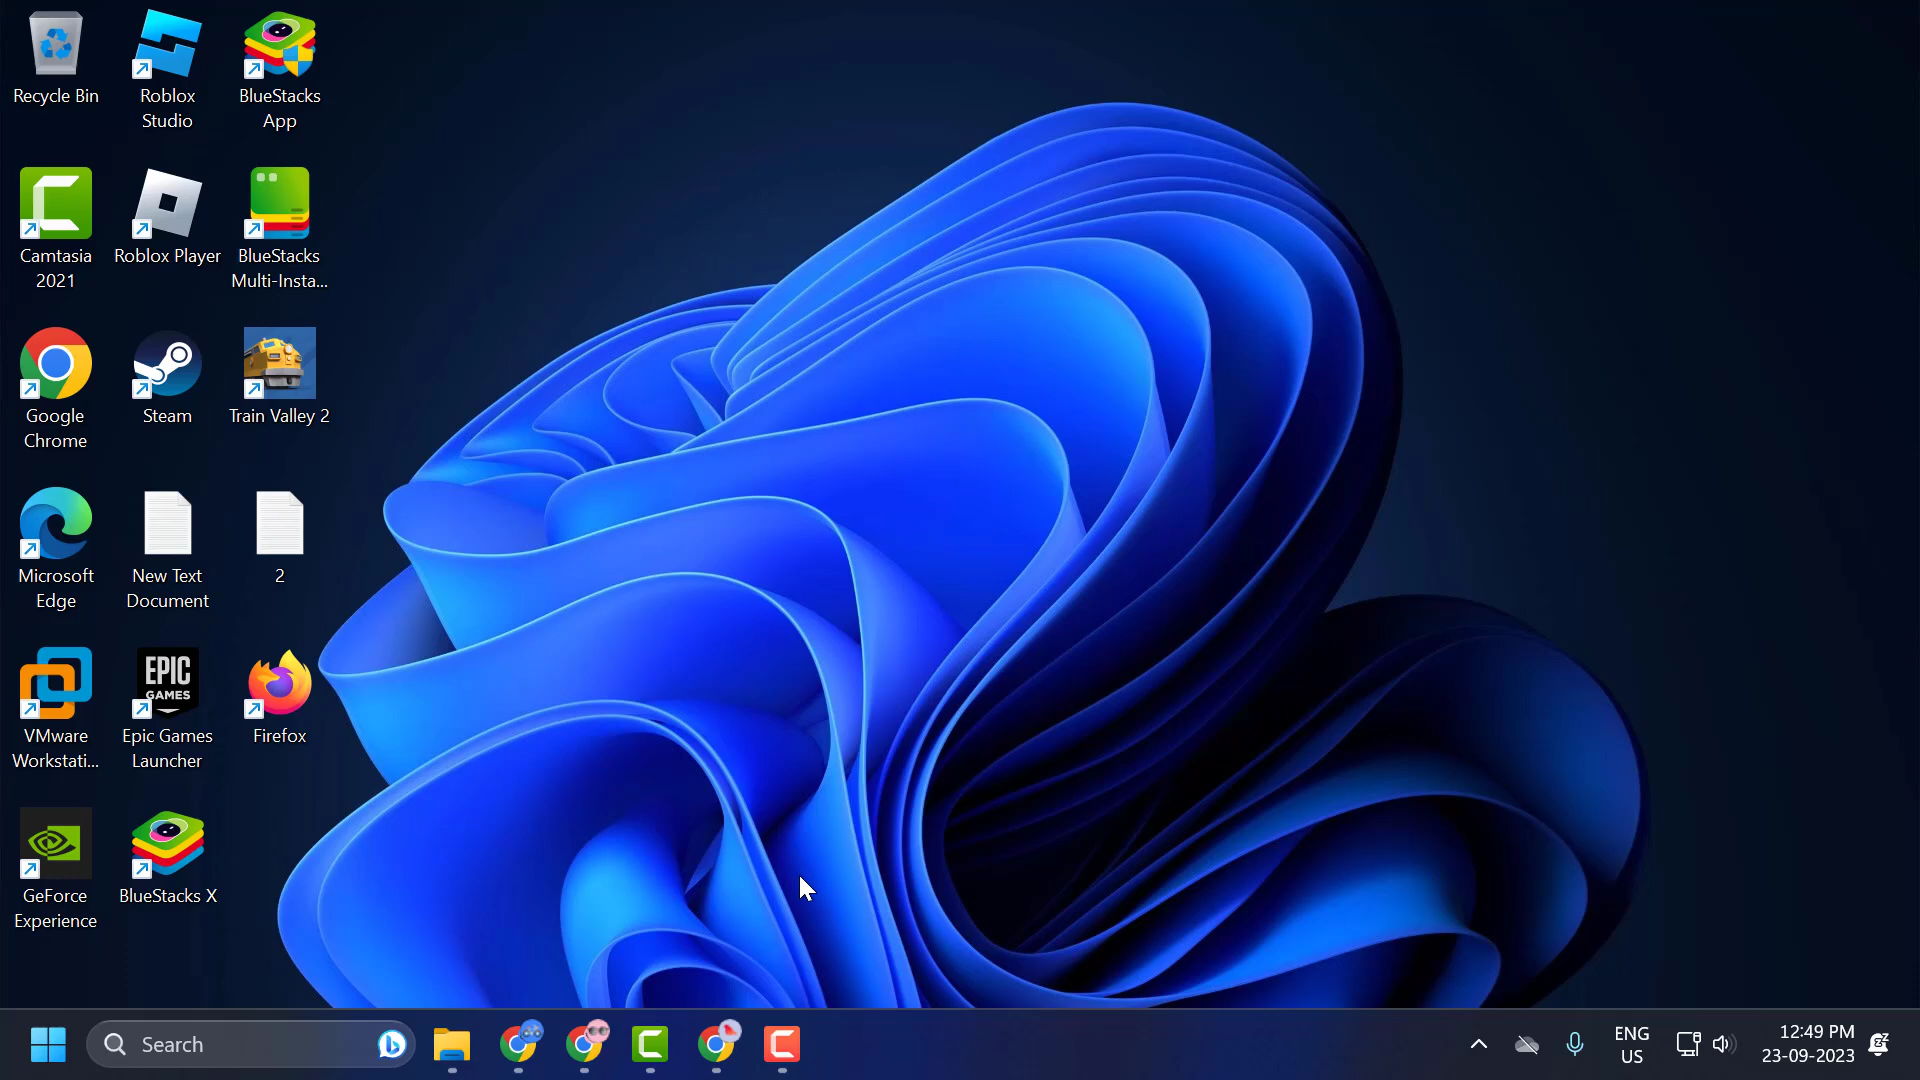 Recycle Bin
Roblox
Studio
BlueStacks
App
Camtasia
2021
Roblox Player
BlueStacks
Multi-Insta...
Google
Chrome
Steam
Train Valley 2
Microsoft
Edge
New Text
Document
2
VMware
Workstati...
EPIC
GAMES
Epic Games
Launcher
Firefox
GeForce
Experience
BlueStacks X
Search
ENG
US
12:49 PM
23-09-2023